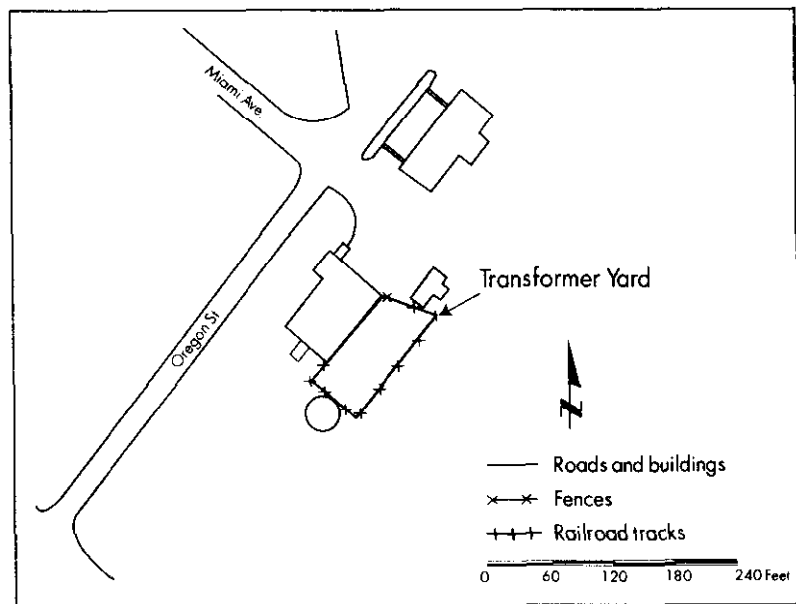 Miami Ave.
Transformer Yard
Oregon St
N
Roads and buildings
Fences
Railroad tracks
0 60 120 180 240 Feet